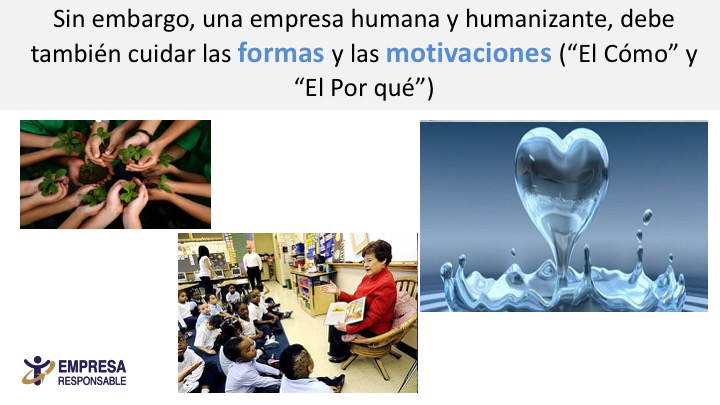 Sin embargo, una empresa humana y humanizante, debe
también cuidar las formas y las motivaciones (“El Cómo” y
“El Por qué”)
EMPRESA
RESPONSABLE